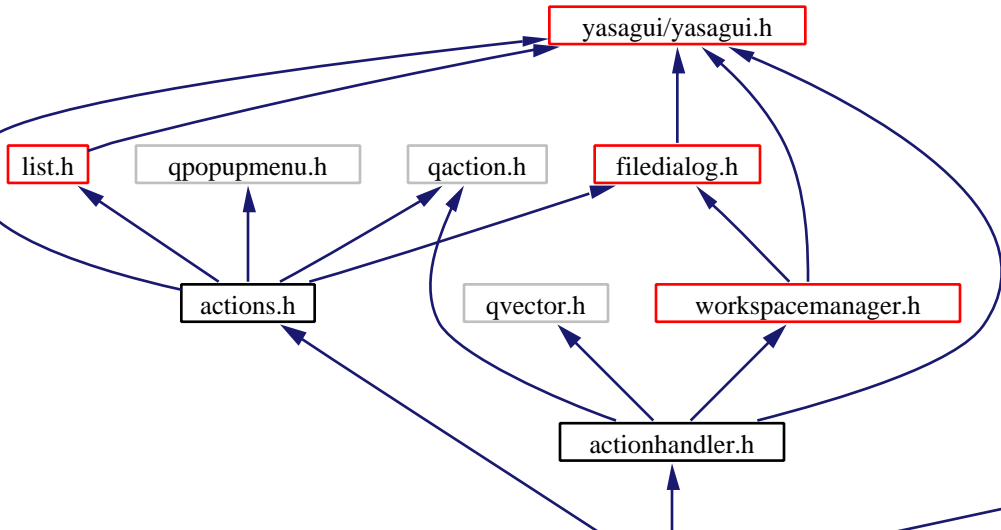 yasagui/yasagui.h
list.h
qpopupmenu.h
qaction.h
filedialog.h
actions.h
qvector.h
workspacemanager.h
actionhandler.h